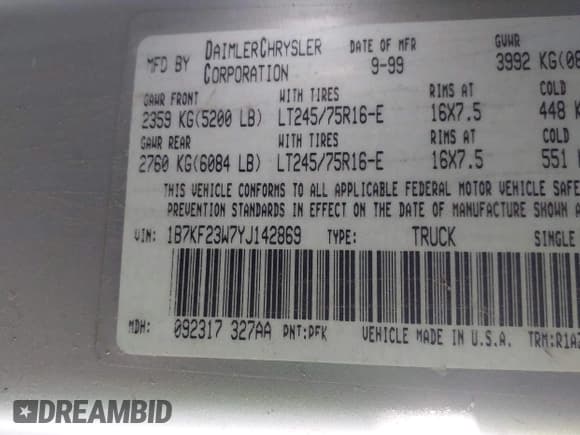 MFD BY DAIMLERCHRYSLER CORPORATION DATE OF MFR 9-99 GVWR 3992 KG(
GAWR FRONT WITH TIRES RIMS AT COLD
2359 KG(5200 LB) LT245/75R16-E 16X7.5 448
GAWR REAR WITH TIRES RIMS AT COLD
2760 KG(6084 LB) LT245/75R16-E 16X7.5 551
THIS VEHICLE CONFORMS TO ALL APPLICABLE FEDERAL MOTOR VEHICLE
PREVENTION STANDARDS IN EFFECT ON THE DATE OF MANUFACTURE SHOWN
VIN: 1B7KF23W7YJ142869 TYPE: TRUCK SINGLE
MDH: 092317 327AA PNT:PFK VEHICLE MADE IN U.S.A. TRM:
DREAMBID